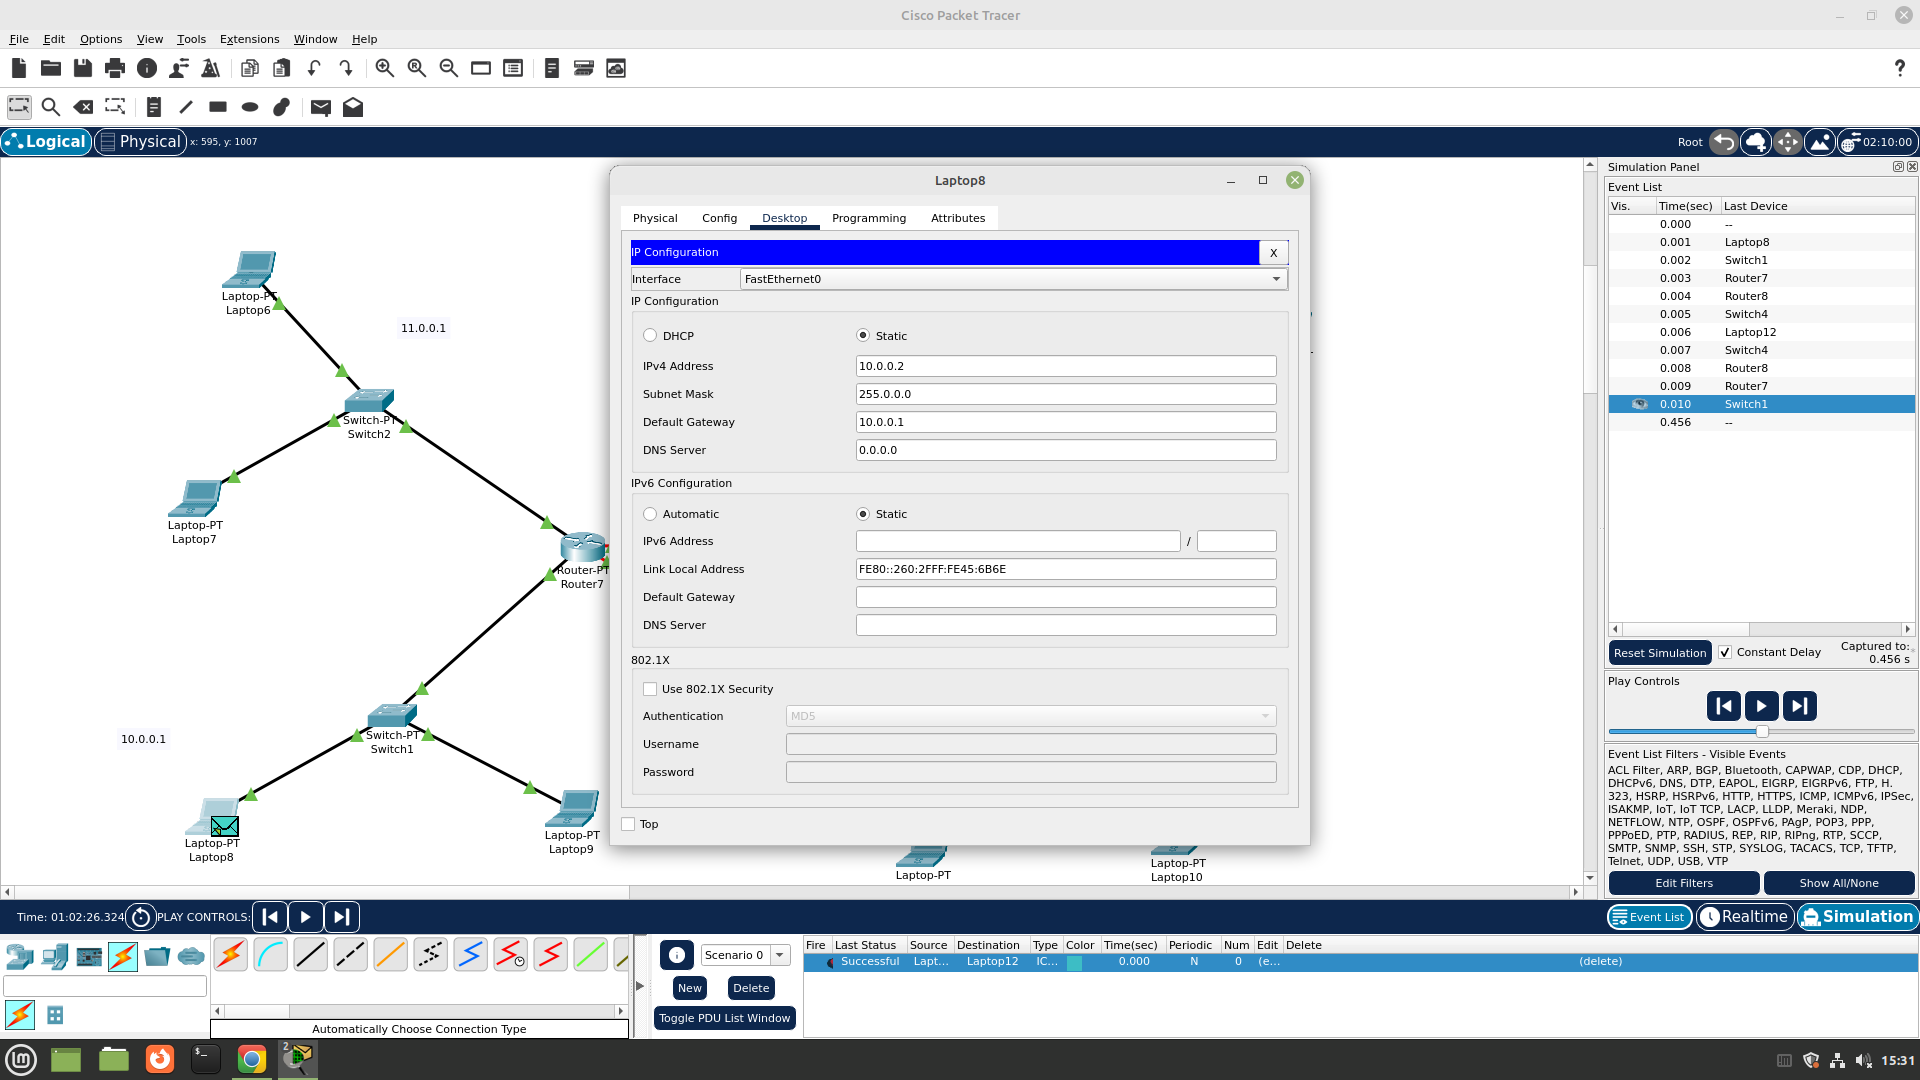 Cisco Packet Tracer
File Edit Options View Tools Extensions Window Help
Logical Physical x: 595, y: 1007 Root 02:10:00
Laptop-PT
Laptop6
11.0.0.1
Switch-PT
Switch2
Laptop-PT
Laptop7
Router-PT
Router7
Switch-PT
Switch1
10.0.0.1
Laptop-PT
Laptop8
Laptop-PT
Laptop9
Laptop-PT
Laptop-PT
Laptop10
Laptop8
Physical Config Desktop Programming Attributes
IP Configuration X
Interface FastEthernet0
IP Configuration
DHCP Static
IPv4 Address 10.0.0.2
Subnet Mask 255.0.0.0
Default Gateway 10.0.0.1
DNS Server 0.0.0.0
IPv6 Configuration
Automatic Static
IPv6 Address /
Link Local Address FE80::260:2FFF:FE45:6B6E
Default Gateway
DNS Server
802.1X
Use 802.1X Security
Authentication MD5
Username
Password
Top
Simulation Panel
Event List
Vis. Time(sec) Last Device
0.000 --
0.001 Laptop8
0.002 Switch1
0.003 Router7
0.004 Router8
0.005 Switch4
0.006 Laptop12
0.007 Switch4
0.008 Router8
0.009 Router7
0.010 Switch1
0.456 --
Reset Simulation Constant Delay Captured to:
0.456 s
Play Controls
Event List Filters - Visible Events
ACL Filter, ARP, BGP, Bluetooth, CAPWAP, CDP, DHCP,
DHCPv6, DNS, DTP, EAPOL, EIGRP, EIGRPv6, FTP, H.
323, HSRP, HSRPv6, HTTP, HTTPS, ICMP, ICMPv6, IPSec,
ISAKMP, IoT, IoT TCP, LACP, LLDP, Meraki, NDP,
NETFLOW, NTP, OSPF, OSPFv6, PAgP, POP3, PPP,
PPPoED, PTP, RADIUS, REP, RIP, RIPng, RTP, SCCP,
SMTP, SNMP, SSH, STP, SYSLOG, TACACS, TCP, TFTP,
Telnet, UDP, USB, VTP
Edit Filters Show All/None
Time: 01:02:26.324 PLAY CONTROLS: Event List Realtime Simulation
Automatically Choose Connection Type
Scenario 0
New Delete
Toggle PDU List Window
Fire Last Status Source Destination Type Color Time(sec) Periodic Num Edit Delete
Successful Lapt... Laptop12 IC... 0.000 N 0 (e... (delete)
2
15:31